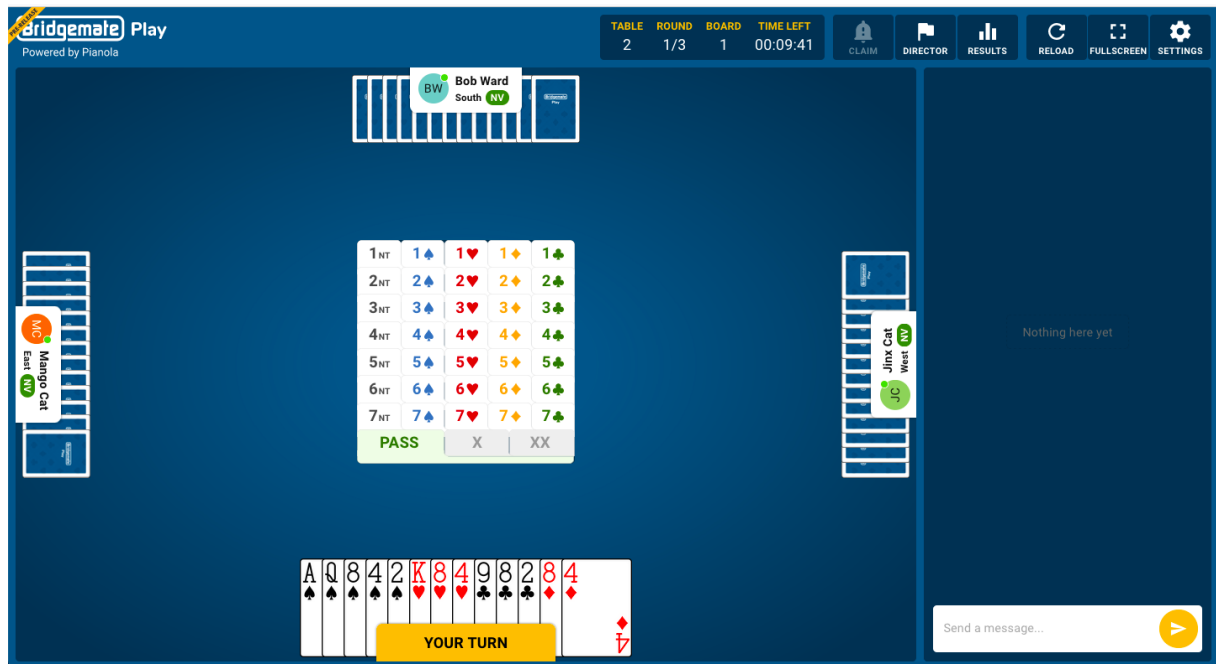 PRE-RELEASE
Bridgemate Play
Powered by Pianola
TABLE ROUND BOARD TIME LEFT
2 1/3 1 00:09:41
CLAIM DIRECTOR RESULTS RELOAD FULLSCREEN SETTINGS
BW Bob Ward
South NV
MC Mango Cat
East NV
Jinx Cat JC
West NV
1NT 1♠ 1♥ 1♦ 1♣
2NT 2♠ 2♥ 2♦ 2♣
3NT 3♠ 3♥ 3♦ 3♣
4NT 4♠ 4♥ 4♦ 4♣
5NT 5♠ 5♥ 5♦ 5♣
6NT 6♠ 6♥ 6♦ 6♣
7NT 7♠ 7♥ 7♦ 7♣
PASS X XX
Nothing here yet
A Q 8 4 2 K 8 4 9 8 2 8 4
♠ ♠ ♠ ♠ ♠ ♥ ♥ ♥ ♣ ♣ ♣ ♦ ♦
♦
4
YOUR TURN
Send a message...